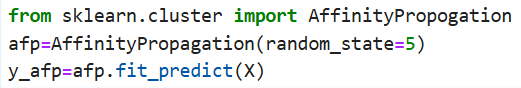 from sklearn.cluster import AffinityPropogation
afp=AffinityPropagation(random_state=5)
y_afp=afp.fit_predict(X)